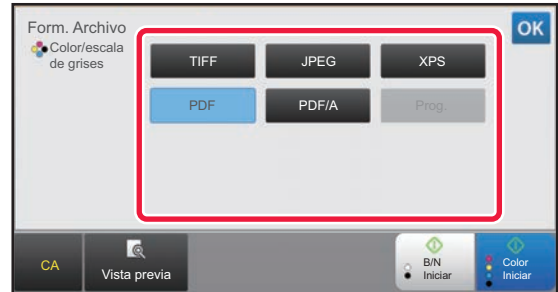 Form. Archivo
OK
Color/escala
de grises
TIFF
JPEG
XPS
PDF
PDF/A
Prog.
CA
Vista previa
B/N
Iniciar
Color
Iniciar